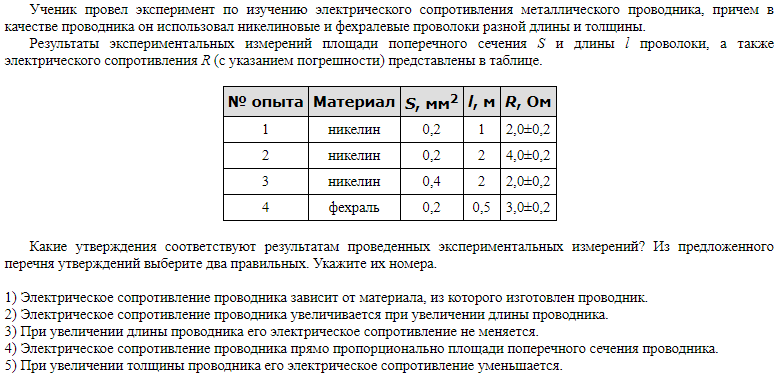 Ученик провел эксперимент по изучению электрического сопротивления металлического проводника, причем в
качестве проводника он использовал никелиновые и фехралевые проволоки разной длины и толщины.
Результаты экспериментальных измерений площади поперечного сечения S и длины l проволоки, а также
электрического сопротивления R (с указанием погрешности) представлены в таблице.
№ опыта Материал S, мм² l, м R, Ом
1 никелин 0,2 1 2,0±0,2
2 никелин 0,2 2 4,0±0,2
3 никелин 0,4 2 2,0±0,2
4 фехраль 0,2 0,5 3,0±0,2
Какие утверждения соответствуют результатам проведенных экспериментальных измерений? Из предложенного
перечня утверждений выберите два правильных. Укажите их номера.
1) Электрическое сопротивление проводника зависит от материала, из которого изготовлен проводник.
2) Электрическое сопротивление проводника увеличивается при увеличении длины проводника.
3) При увеличении длины проводника его электрическое сопротивление не меняется.
4) Электрическое сопротивление проводника прямо пропорционально площади поперечного сечения проводника.
5) При увеличении толщины проводника его электрическое сопротивление уменьшается.